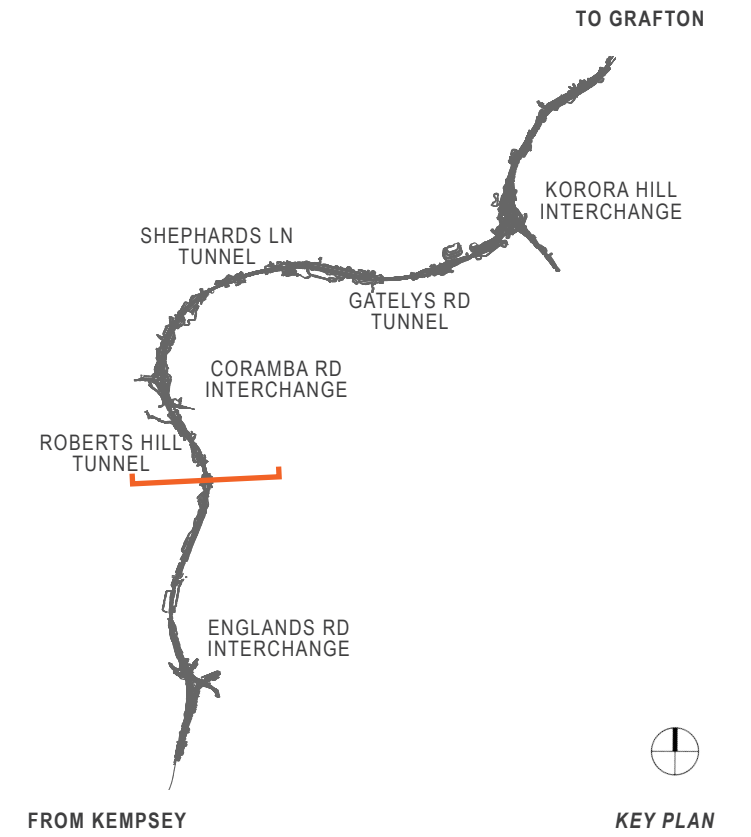 TO GRAFTON
KORORA HILL
INTERCHANGE
SHEPHARDS LN
TUNNEL
GATELYS RD
TUNNEL
CORAMBA RD
INTERCHANGE
ROBERTS HILL
TUNNEL
ENGLANDS RD
INTERCHANGE
FROM KEMPSEY
KEY PLAN